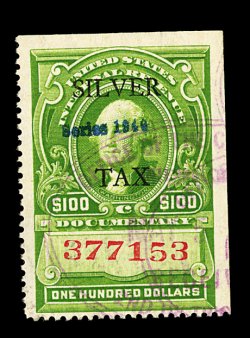 UNITED STATES
INTERNAL REVENUE
SILVER
Series 1940
TAX
$100 C $100
DOCUMENTARY
377153
ONE HUNDRED DOLLARS